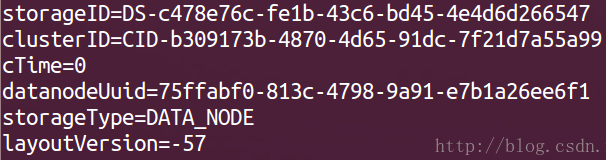 storageID=DS-c478e76c-fe1b-43c6-bd45-4e4d6d266547
clusterID=CID-b309173b-4870-4d65-91dc-7f21d7a55a99
cTime=0
datanodeUuid=75ffabf0-813c-4798-9a91-e7b1a26ee6f1
storageType=DATA_NODE
layoutVersion=-57
http://blog.csdn.